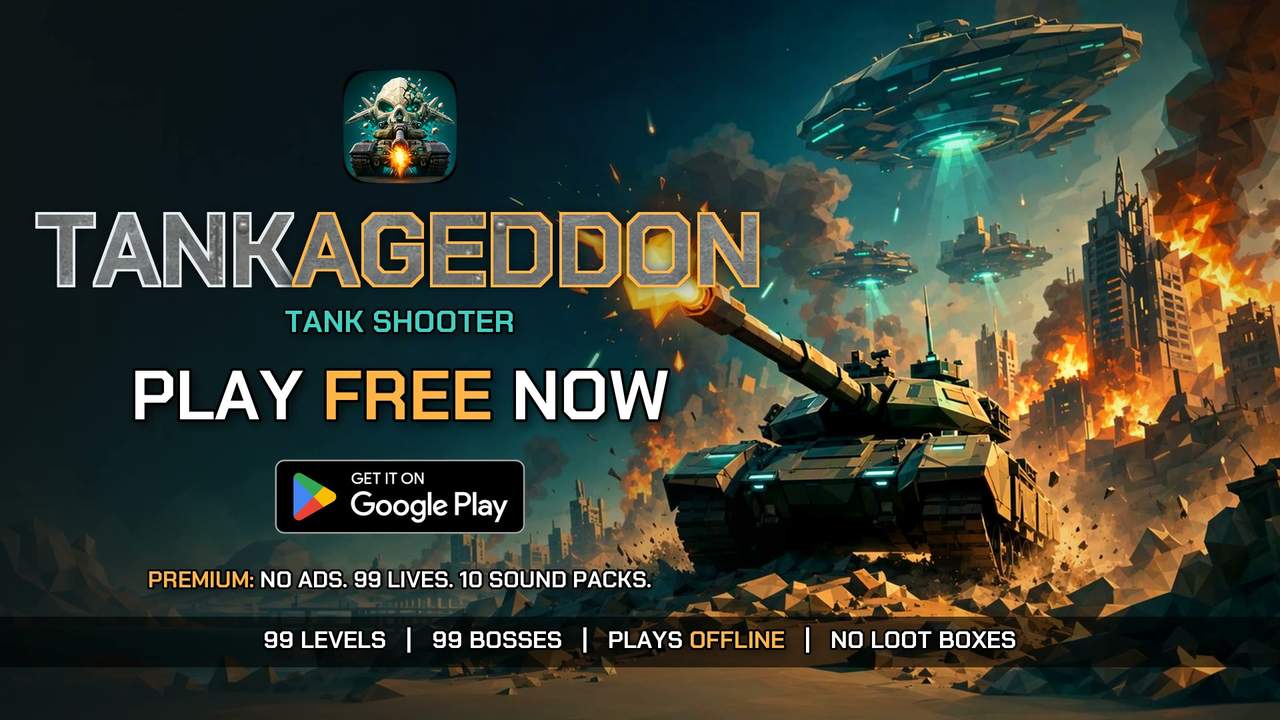 TANKAGEDDON
TANK SHOOTER
PLAY FREE NOW
GET IT ON
Google Play
PREMIUM: NO ADS. 99 LIVES. 10 SOUND PACKS.
99 LEVELS | 99 BOSSES | PLAYS OFFLINE | NO LOOT BOXES